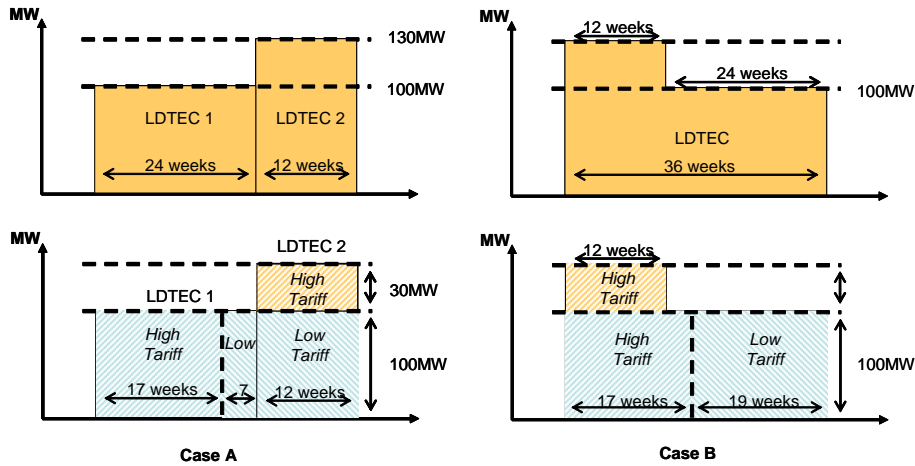 MW
130MW
100MW
LDTEC 1
LDTEC 2
24 weeks
12 weeks
12 weeks
24 weeks
100MW
LDTEC
36 weeks
MW
LDTEC 2
High
Tariff
30MW
LDTEC 1
High
Tariff
Low
Low
Tariff
100MW
17 weeks
7
12 weeks
Case A
MW
12 weeks
High
Tariff
High
Tariff
Low
Tariff
100MW
17 weeks
19 weeks
Case B